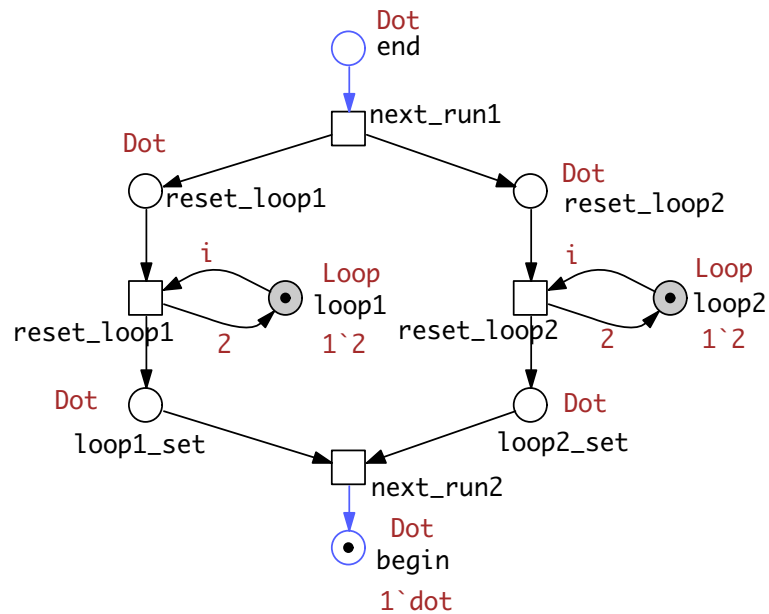 Dot
end
next_run1
Dot
reset_loop1
Dot
reset_loop2
i
Loop
loop1
reset_loop1
2
1`2
i
Loop
loop2
reset_loop2
2
1`2
Dot
loop1_set
Dot
loop2_set
next_run2
Dot
begin
1`dot